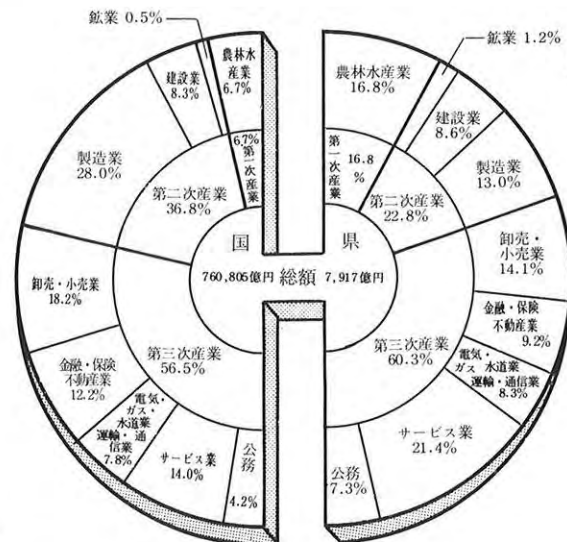 鉱業 0.5%
農林水
産業
6.7%
建設業
8.3%
製造業
28.0%
6.7%
第一次産業
第二次産業
36.8%
国
760,805億円
卸売・小売業
18.2%
第三次産業
56.5%
金融・保険
不動産業
12.2%
電気・
ガス・
水道業
運輸・通
信業
7.8%
サービス業
14.0%
公務
4.2%
総額
鉱業 1.2%
農林水産業
16.8%
建設業
8.6%
製造業
13.0%
第一次産業
16.8
%
第二次産業
22.8%
県
7,917億円
卸売・
小売業
14.1%
第三次産業
60.3%
金融・保険
不動産業
9.2%
電気・
ガス 水道業
運輸・通信業
8.3%
サービス業
21.4%
公務
7.3%